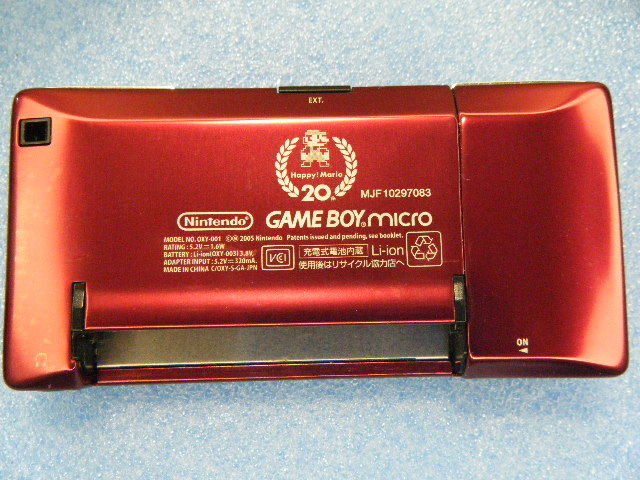 EXT.
Happy! Mario
20th
MJF10297083
Nintendo GAME BOY micro
MODEL NO. OXY-001 ©® 2005 Nintendo Patents issued and pending, see booklet.
RATING : 5.2V⎓1.6W
BATTERY : Li-ion(OXY-003) 3.8V,
ADAPTER INPUT : 5.2V⎓320mA.
MADE IN CHINA C/OXY-S-GA-JPN
VCI
充電式電池内蔵 Li-ion
使用後はリサイクル協力店へ
ON